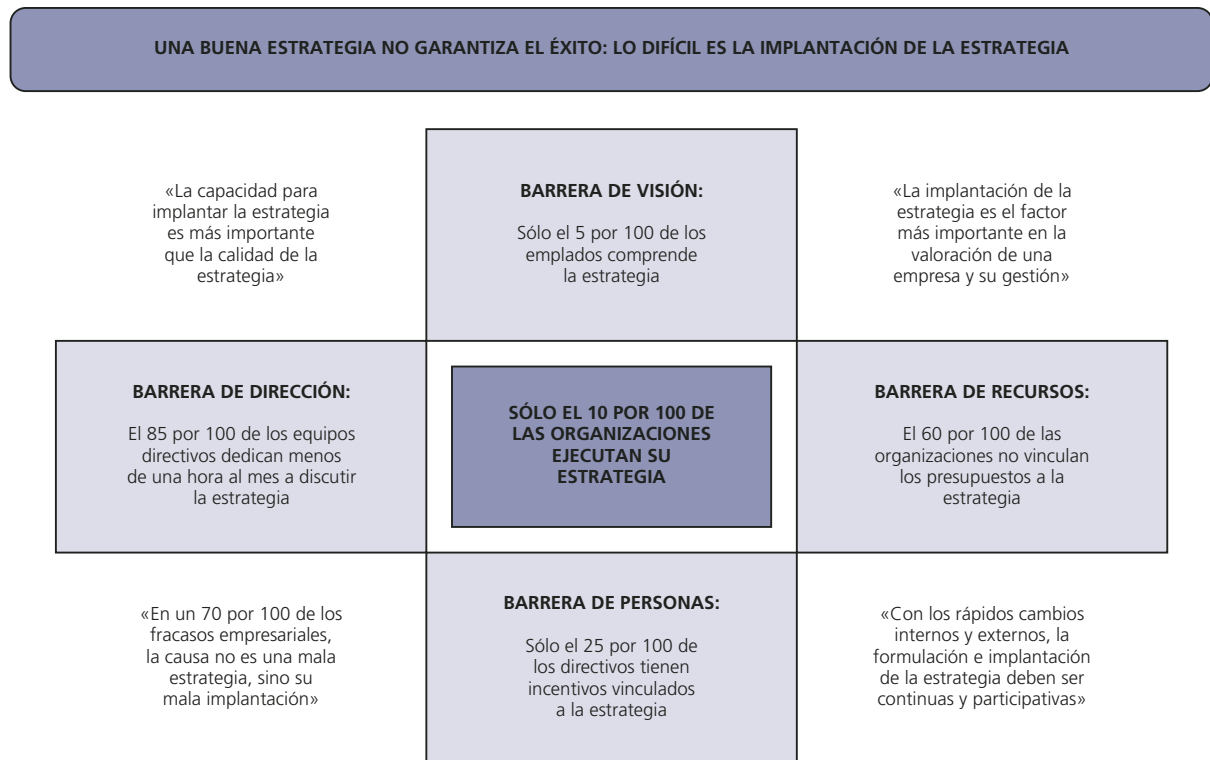 UNA BUENA ESTRATEGIA NO GARANTIZA EL ÉXITO: LO DIFÍCIL ES LA IMPLANTACIÓN DE LA ESTRATEGIA
«La capacidad para
implantar la estrategia
es más importante
que la calidad de la
estrategia»
BARRERA DE VISIÓN:
Sólo el 5 por 100 de los
emplados comprende
la estrategia
«La implantación de la
estrategia es el factor
más importante en la
valoración de una
empresa y su gestión»
BARRERA DE DIRECCIÓN:
El 85 por 100 de los equipos
directivos dedican menos
de una hora al mes a discutir
la estrategia
SÓLO EL 10 POR 100 DE
LAS ORGANIZACIONES
EJECUTAN SU
ESTRATEGIA
BARRERA DE RECURSOS:
El 60 por 100 de las
organizaciones no vinculan
los presupuestos a la
estrategia
«En un 70 por 100 de los
fracasos empresariales,
la causa no es una mala
estrategia, sino su
mala implantación»
BARRERA DE PERSONAS:
Sólo el 25 por 100 de
los directivos tienen
incentivos vinculados
a la estrategia
«Con los rápidos cambios
internos y externos, la
formulación e implantación
de la estrategia deben ser
continuas y participativas»